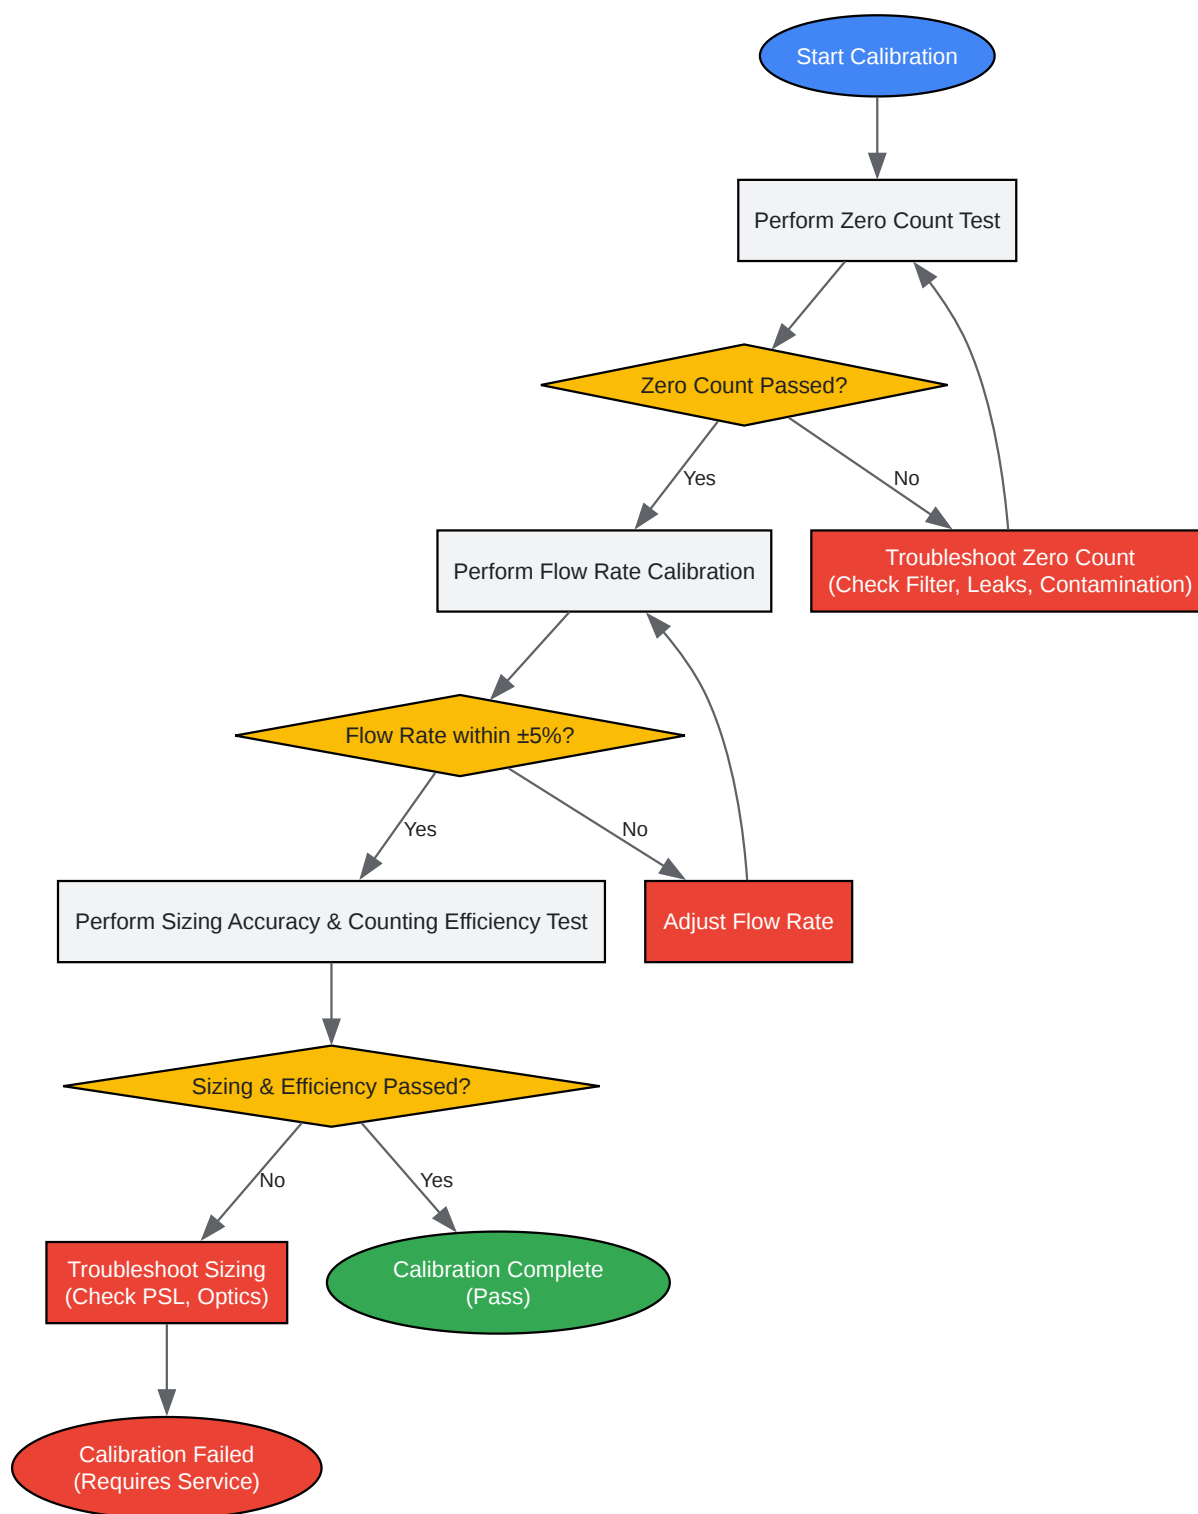 Start Calibration
Perform Zero Count Test
Zero Count Passed?
Yes
No
Perform Flow Rate Calibration
Troubleshoot Zero Count
(Check Filter, Leaks, Contamination)
Flow Rate within ±5%?
Yes
No
Perform Sizing Accuracy & Counting Efficiency Test
Adjust Flow Rate
Sizing & Efficiency Passed?
No
Yes
Troubleshoot Sizing
(Check PSL, Optics)
Calibration Complete
(Pass)
Calibration Failed
(Requires Service)